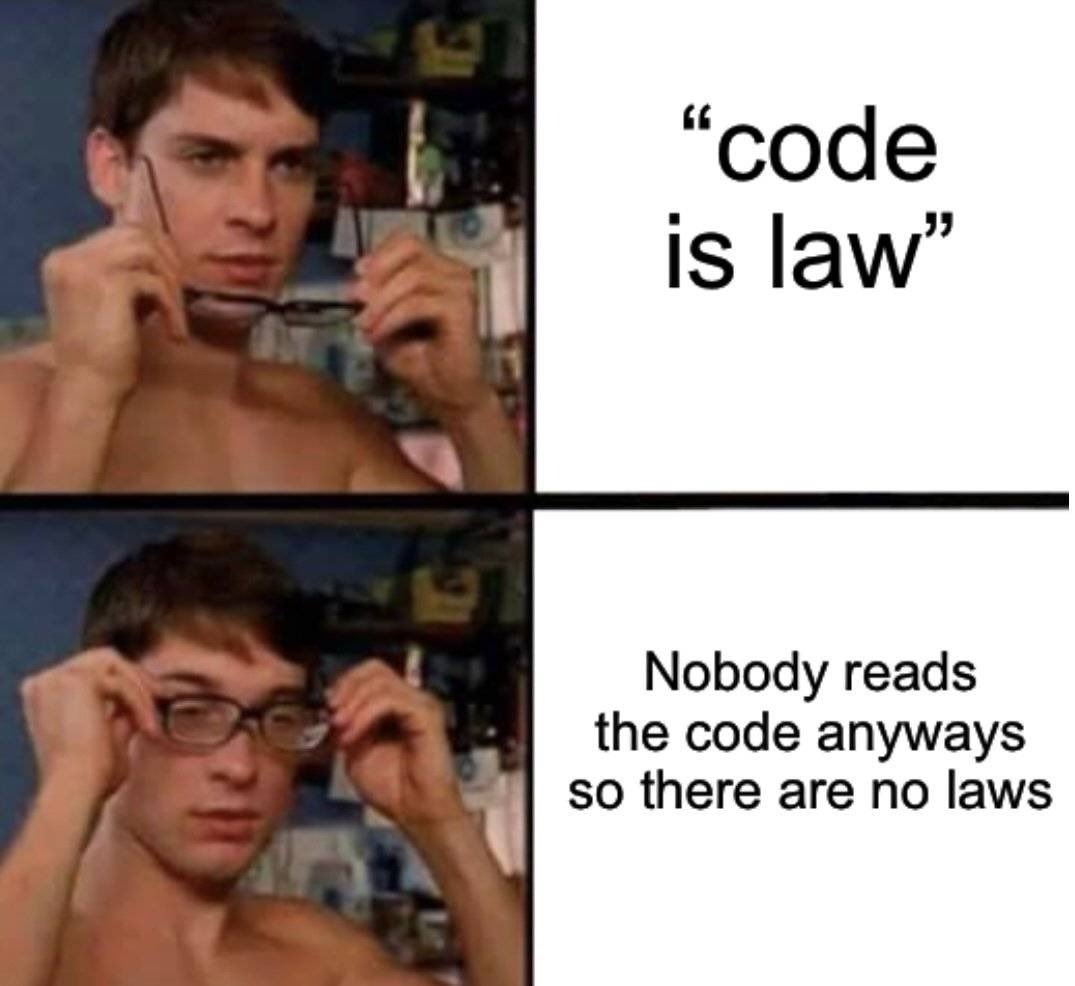 “code
is law”
Nobody reads
the code anyways
so there are no laws